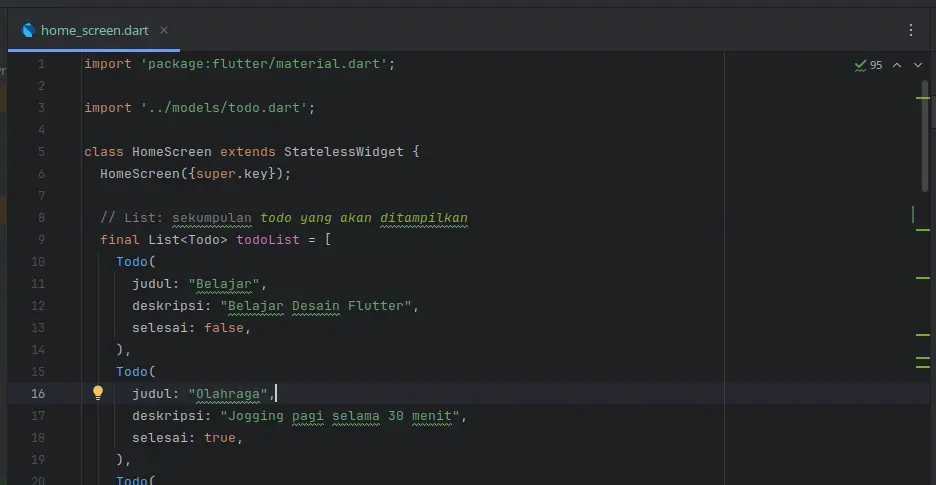 home_screen.dart
95
1 import 'package:flutter/material.dart';
2
3 import '../models/todo.dart';
4
5 class HomeScreen extends StatelessWidget {
6 HomeScreen({super.key});
7
8 // List: sekumpulan todo yang akan ditampilkan
9 final List<Todo> todoList = [
10 Todo(
11 judul: "Belajar",
12 deskripsi: "Belajar Desain Flutter",
13 selesai: false,
14 ),
15 Todo(
16 judul: "Olahraga",
17 deskripsi: "Jogging pagi selama 30 menit",
18 selesai: true,
19 ),
20 Todo(